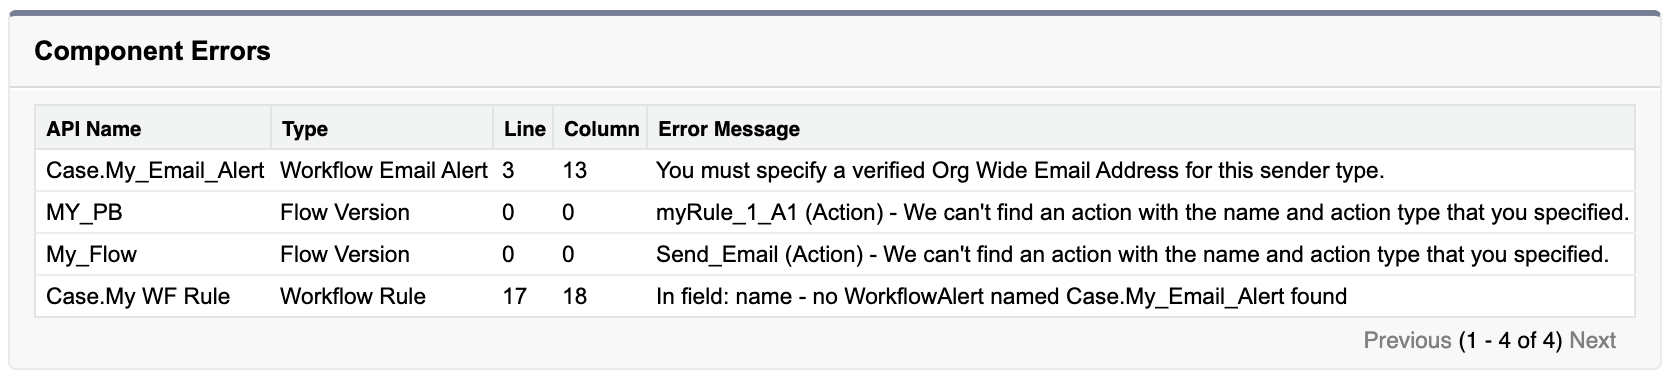 Component Errors
API Name Type Line Column Error Message
Case.My_Email_Alert Workflow Email Alert 3 13 You must specify a verified Org Wide Email Address for this sender type.
MY_PB Flow Version 0 0 myRule_1_A1 (Action) - We can't find an action with the name and action type that you specified.
My_Flow Flow Version 0 0 Send_Email (Action) - We can't find an action with the name and action type that you specified.
Case.My WF Rule Workflow Rule 17 18 In field: name - no WorkflowAlert named Case.My_Email_Alert found
Previous (1 - 4 of 4) Next